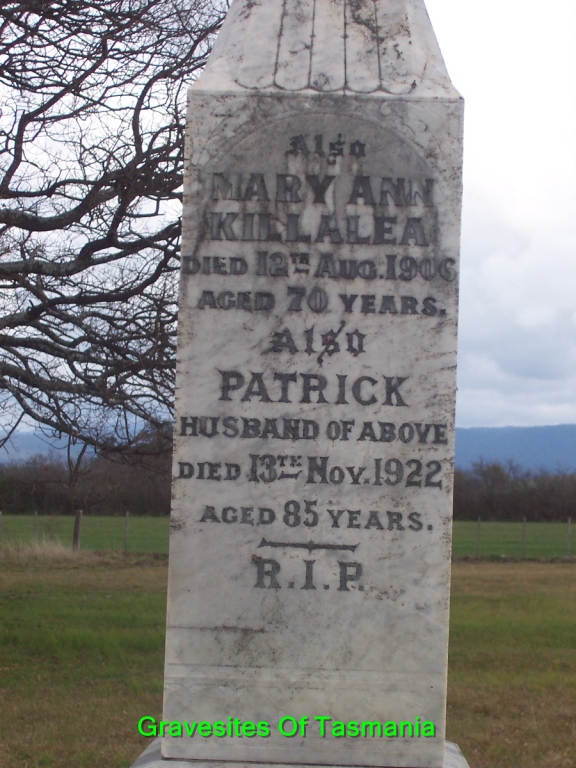 Also
MARY ANN
KILLALEA
DIED 12TH AUG. 1906
AGED 70 YEARS.
Also
PATRICK
HUSBAND OF ABOVE
DIED 13TH NOV. 1922
AGED 85 YEARS.
R.I.P.
Gravesites Of Tasmania